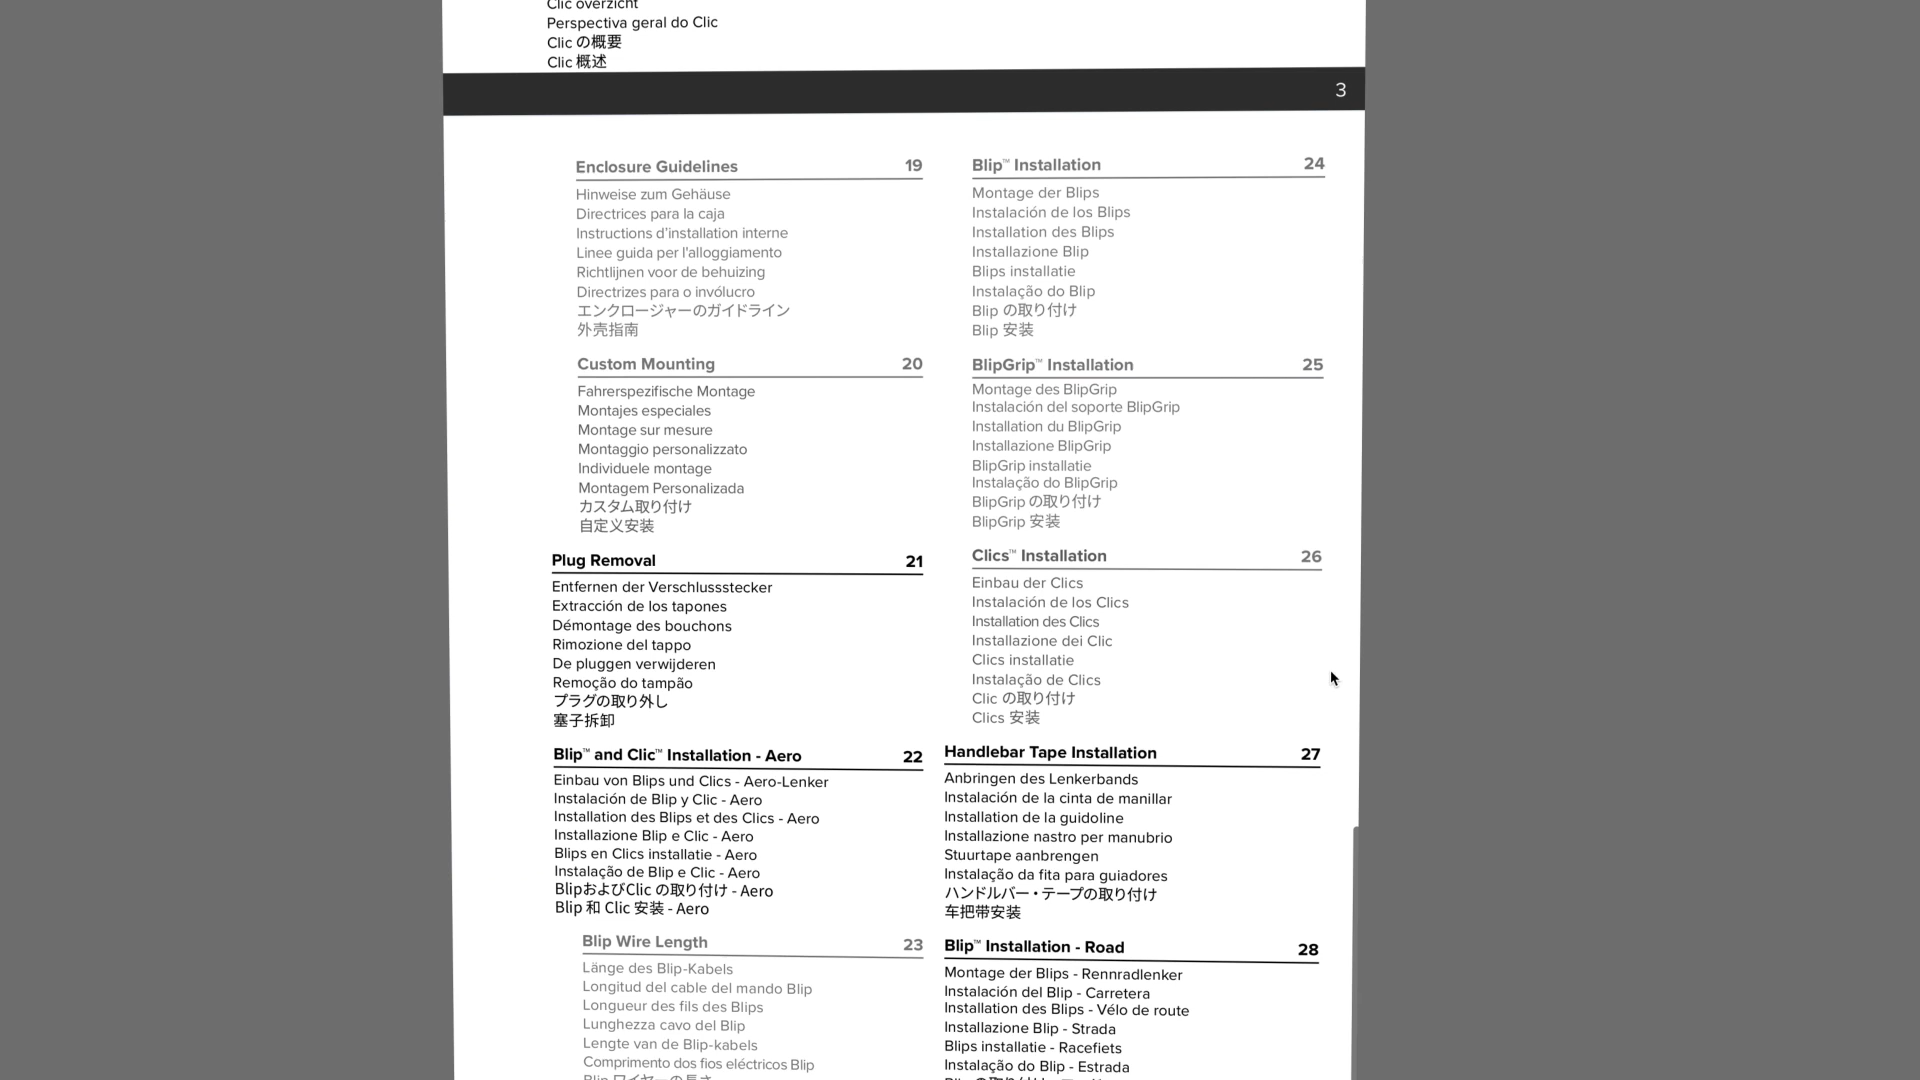 Clic overzicht
Perspectiva geral do Clic
Clic の概要
Clic 概述
3
Enclosure Guidelines 19
Hinweise zum Gehäuse
Directrices para la caja
Instructions d'installation interne
Linee guida per l'alloggiamento
Richtlijnen voor de behuizing
Directrizes para o invólucro
エンクロージャーのガイドライン
外壳指南
Custom Mounting 20
Fahrerspezifische Montage
Montajes especiales
Montage sur mesure
Montaggio personalizzato
Individuele montage
Montagem Personalizada
カスタム取り付け
自定义安装
Plug Removal 21
Entfernen der Verschlussstecker
Extracción de los tapones
Démontage des bouchons
Rimozione del tappo
De pluggen verwijderen
Remoção do tampão
プラグの取り外し
塞子拆卸
Blip™ and Clic™ Installation - Aero 22
Einbau von Blips und Clics - Aero-Lenker
Instalación de Blip y Clic - Aero
Installation des Blips et des Clics - Aero
Installazione Blip e Clic - Aero
Blips en Clics installatie - Aero
Instalação de Blip e Clic - Aero
BlipおよびClic の取り付け - Aero
Blip 和 Clic 安装 - Aero
Blip Wire Length 23
Länge des Blip-Kabels
Longitud del cable del mando Blip
Longueur des fils des Blips
Lunghezza cavo del Blip
Lengte van de Blip-kabels
Comprimento dos fios eléctricos Blip
Blip ワイヤーの長さ
Blip™ Installation 24
Montage der Blips
Instalación de los Blips
Installation des Blips
Installazione Blip
Blips installatie
Instalação do Blip
Blip の取り付け
Blip 安装
BlipGrip™ Installation 25
Montage des BlipGrip
Instalación del soporte BlipGrip
Installation du BlipGrip
Installazione BlipGrip
BlipGrip installatie
Instalação do BlipGrip
BlipGrip の取り付け
BlipGrip 安装
Clics™ Installation 26
Einbau der Clics
Instalación de los Clics
Installation des Clics
Installazione dei Clic
Clics installatie
Instalação de Clics
Clic の取り付け
Clics 安装
Handlebar Tape Installation 27
Anbringen des Lenkerbands
Instalación de la cinta de manillar
Installation de la guidoline
Installazione nastro per manubrio
Stuurtape aanbrengen
Instalação da fita para guiadores
ハンドルバー・テープの取り付け
车把带安装
Blip™ Installation - Road 28
Montage der Blips - Rennradlenker
Instalación del Blip - Carretera
Installation des Blips - Vélo de route
Installazione Blip - Strada
Blips installatie - Racefiets
Instalação do Blip - Estrada